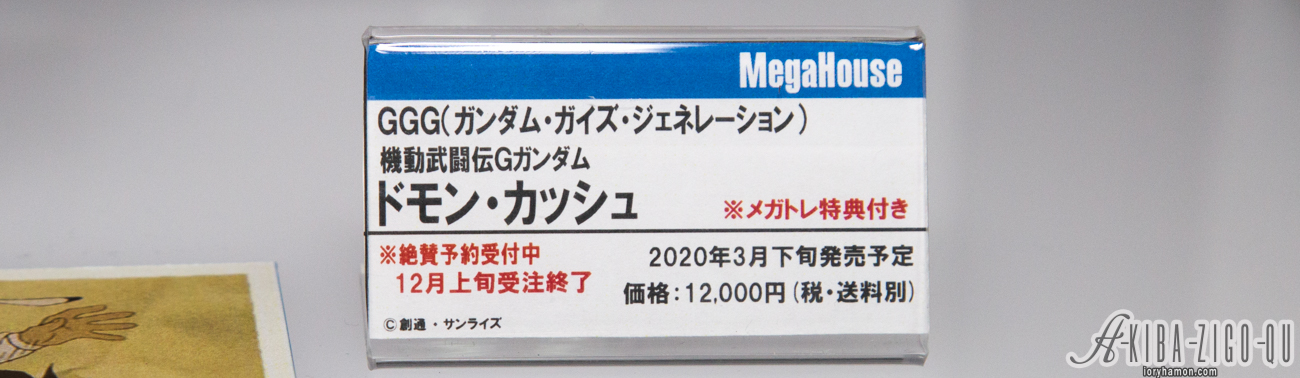 MegaHouse
GGG(ガンダム・ガイズ・ジェネレーション)
機動武闘伝Gガンダム
ドモン・カッシュ
※メガトレ特典付き
※絶賛予約受付中
12月上旬受注終了
2020年3月下旬発売予定
価格:12,000円(税・送料別)
©創通・サンライズ
A-KIBA-ZIGO-QU
loryhamon.com